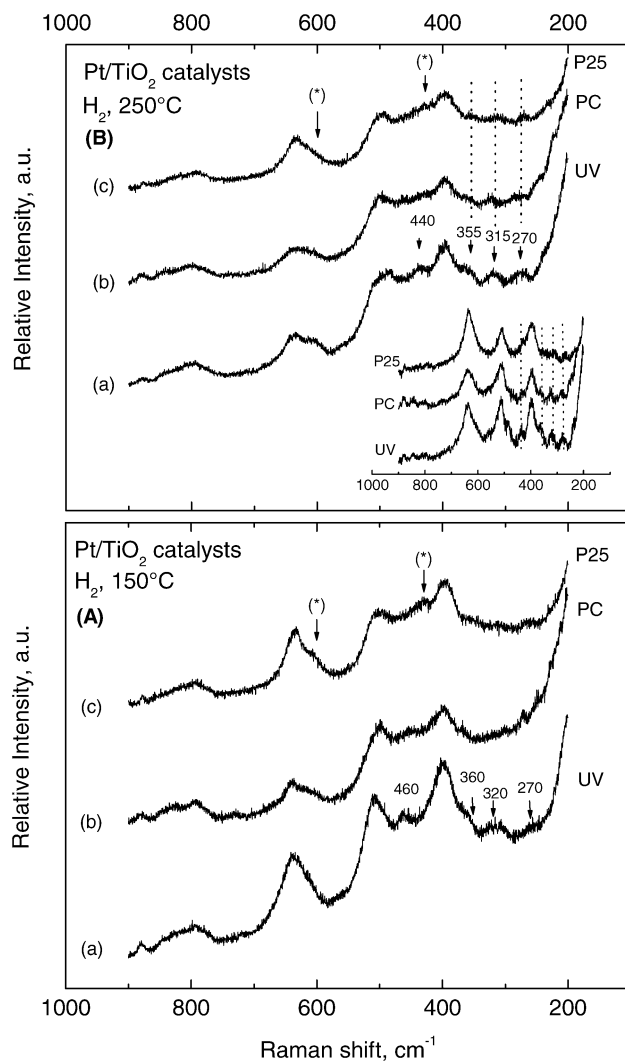 1000 800 600 400 200
Pt/TiO2 catalysts
H2, 250°C
(B)
(*)
(*)
P25
PC
UV
(c)
(b)
(a)
440 355 315 270
P25
PC
UV
1000 800 600 400 200
Relative Intensity, a.u.
Pt/TiO2 catalysts
H2, 150°C
(A)
(*)
(*)
P25
PC
UV
(c)
(b)
(a)
460 360 320 270
Relative Intensity, a.u.
1000 800 600 400 200
Raman shift, cm-1